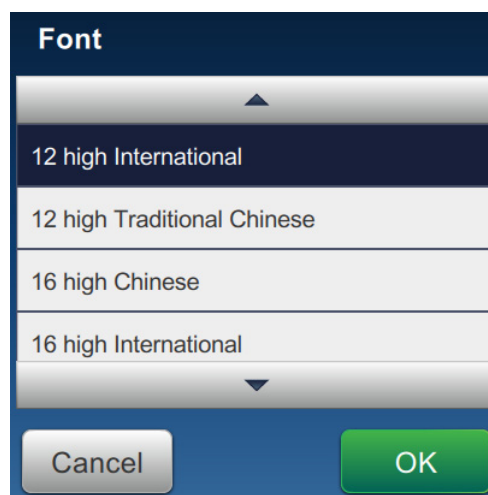 Font
12 high International
12 high Traditional Chinese
16 high Chinese
16 high International
Cancel
OK